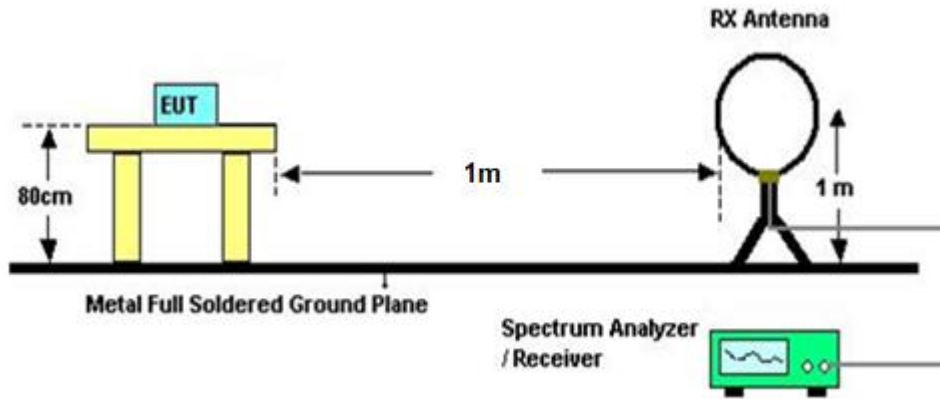 RX Antenna
EUT
80cm
1m
1 m
Metal Full Soldered Ground Plane
Spectrum Analyzer
/ Receiver